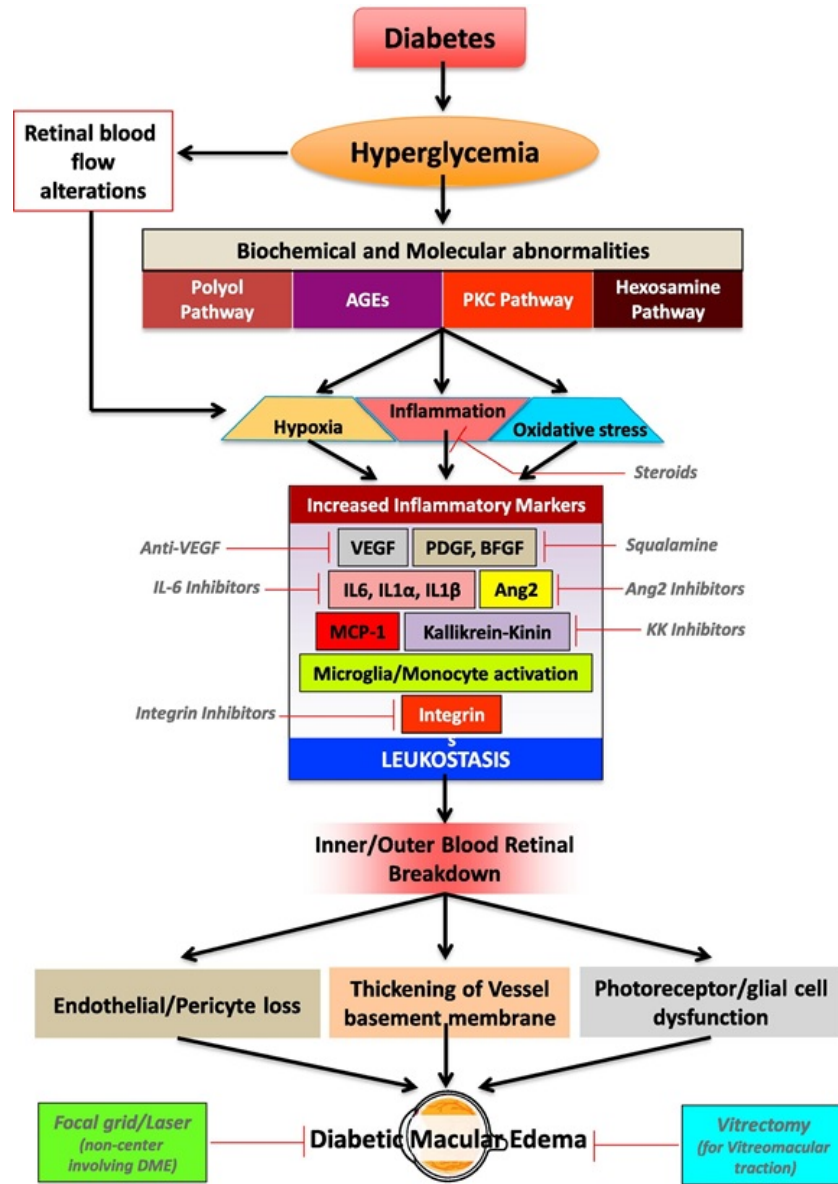 Diabetes
Retinal blood
flow
alterations
Hyperglycemia
Biochemical and Molecular abnormalities
Polyol
Pathway
AGEs
PKC Pathway
Hexosamine
Pathway
Hypoxia
Inflammation
Oxidative stress
Steroids
Increased Inflammatory Markers
Anti-VEGF
VEGF
PDGF, BFGF
Squalamine
IL-6 Inhibitors
IL6, IL1α, IL1β
Ang2
Ang2 Inhibitors
MCP-1
Kallikrein-Kinin
KK Inhibitors
Microglia/Monocyte activation
Integrin Inhibitors
Integrin
s
LEUKOSTASIS
Inner/Outer Blood Retinal
Breakdown
Endothelial/Pericyte loss
Thickening of Vessel
basement membrane
Photoreceptor/glial cell
dysfunction
Focal grid/Laser
(non-center
involving DME)
Diabetic Macular Edema
Vitrectomy
(for Vitreomacular
traction)